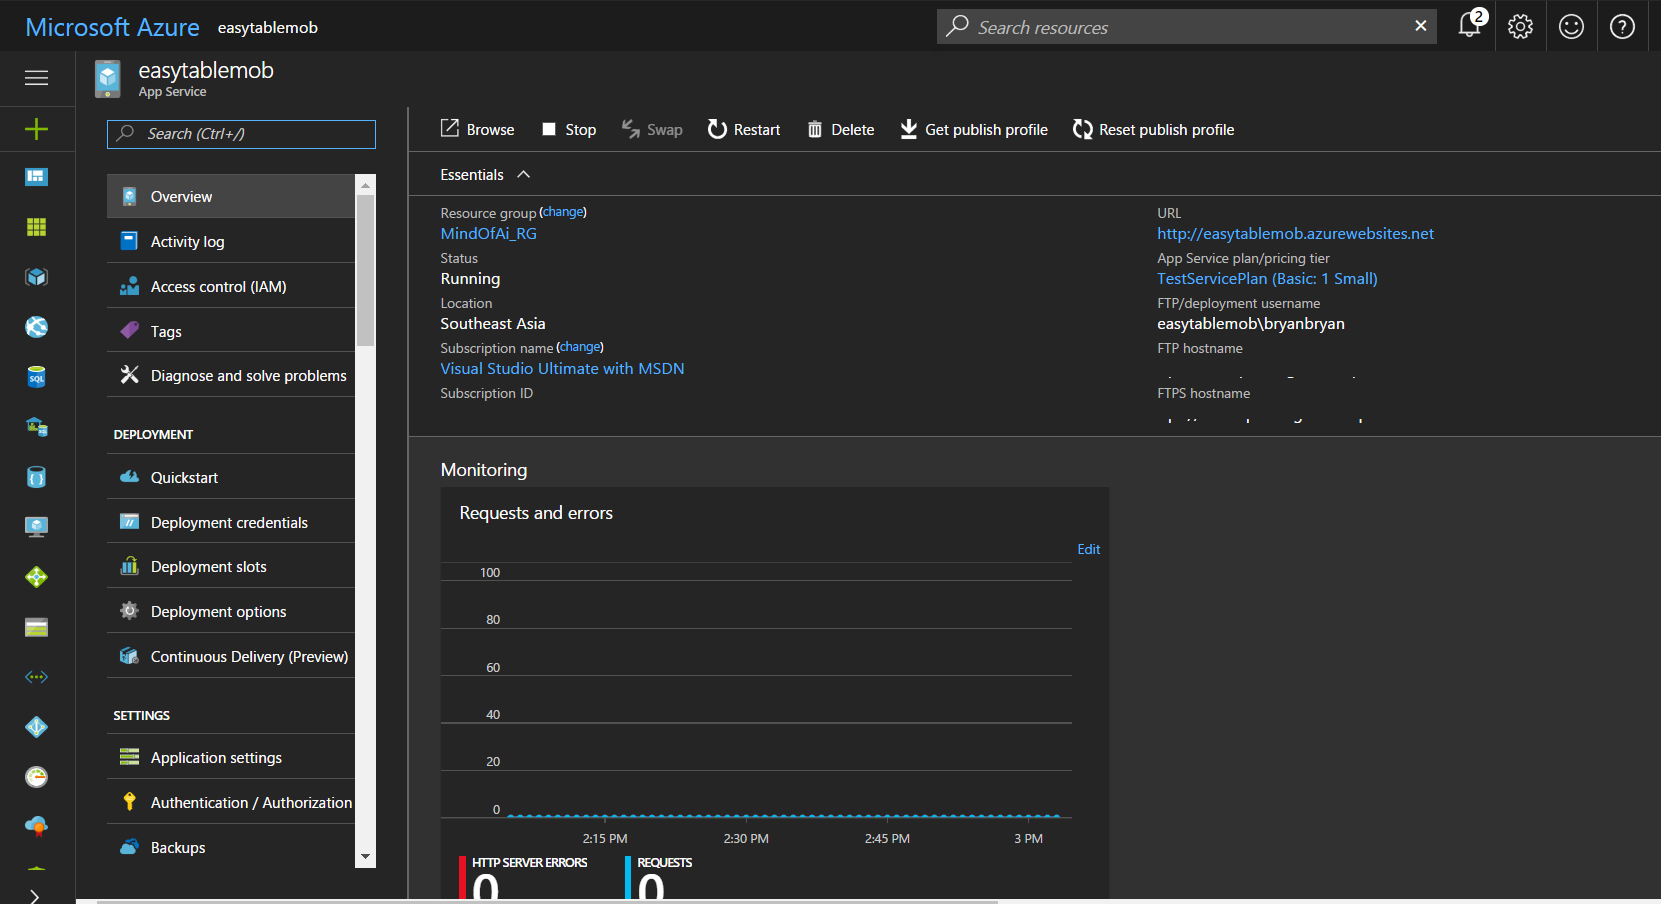 Microsoft Azure easytablemob
Search resources
2
easytablemob
App Service
Search (Ctrl+/)
Overview
Activity log
Access control (IAM)
Tags
Diagnose and solve problems
DEPLOYMENT
Quickstart
Deployment credentials
Deployment slots
Deployment options
Continuous Delivery (Preview)
SETTINGS
Application settings
Authentication / Authorization
Backups
Browse Stop Swap Restart Delete Get publish profile Reset publish profile
Essentials
Resource group (change)
MindOfAi_RG
Status
Running
Location
Southeast Asia
Subscription name (change)
Visual Studio Ultimate with MSDN
Subscription ID
URL
http://easytablemob.azurewebsites.net
App Service plan/pricing tier
TestServicePlan (Basic: 1 Small)
FTP/deployment username
easytablemob\bryanbryan
FTP hostname
FTPS hostname
Monitoring
Requests and errors
Edit
100
80
60
40
20
0
2:15 PM 2:30 PM 2:45 PM 3 PM
HTTP SERVER ERRORS
0
REQUESTS
0